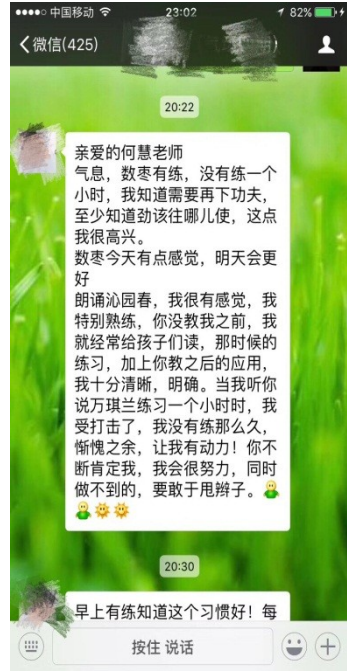 中国移动
23:02
82%
微信(425)
20:22
亲爱的何慧老师
气息，数枣有练，没有练一个
小时，我知道需要再下功夫，
至少知道劲该往哪儿使，这点
我很高兴。
数枣今天有点感觉，明天会更
好
朗诵沁园春，我很有感觉，我
特别熟练，你没教我之前，我
就经常给孩子们读，那时候的
练习，加上你教之后的应用，
我十分清晰，明确。当我听你
说万琪兰练习一个小时时，我
受打击了，我没有练那么久，
惭愧之余，让我有动力！你不
断肯定我，我会很努力，同时
做不到的，要敢于甩辫子。
20:30
早上有练知道这个习惯好！每
按住 说话